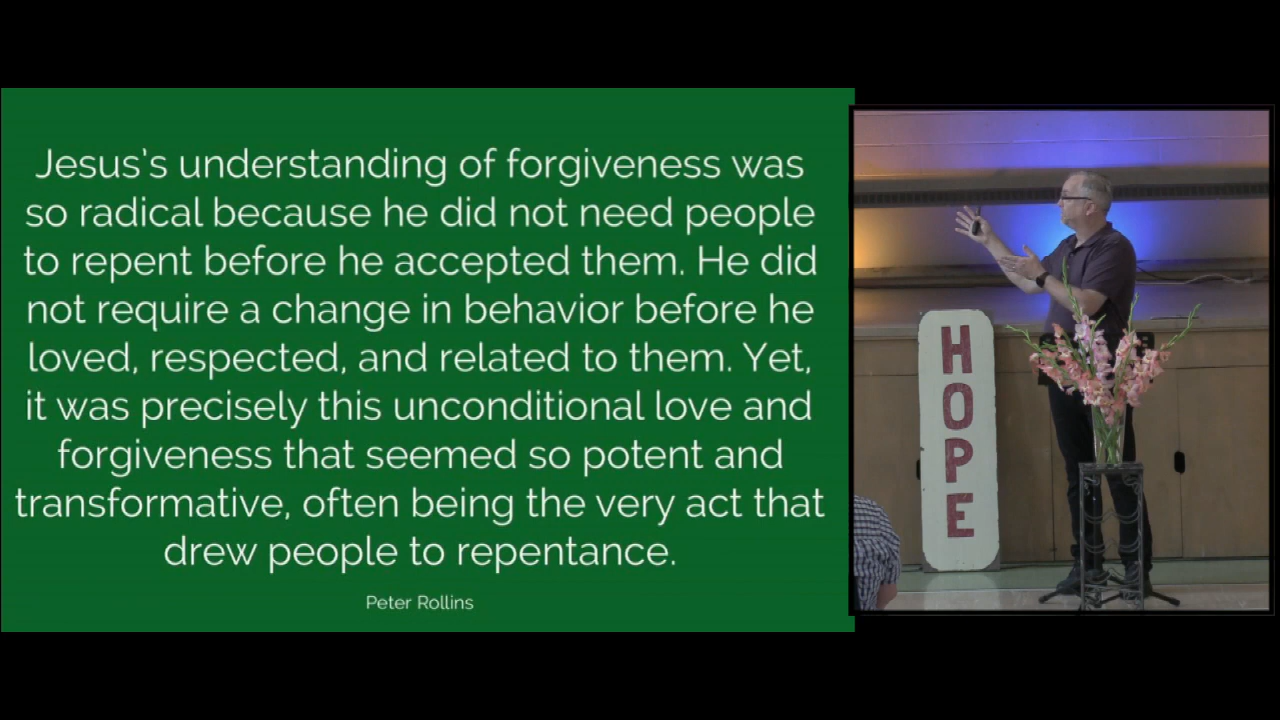 Jesus's understanding of forgiveness was
so radical because he did not need people
to repent before he accepted them. He did
not require a change in behavior before he
loved, respected, and related to them. Yet,
it was precisely this unconditional love and
forgiveness that seemed so potent and
transformative, often being the very act that
drew people to repentance.
Peter Rollins
HOPE